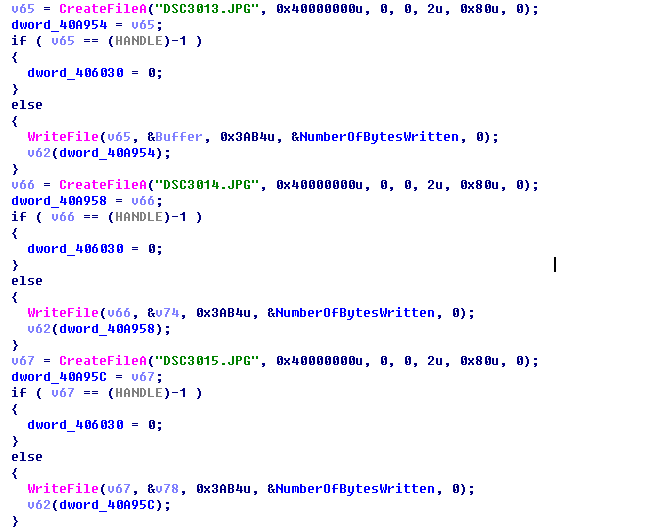 v65 = CreateFileA("DSC3013.JPG", 0x40000000u, 0, 0, 2u, 0x80u, 0);
dword_40A954 = v65;
if ( v65 == (HANDLE)-1 )
{
dword_406030 = 0;
}
else
{
WriteFile(v65, &Buffer, 0x3AB4u, &NumberOfBytesWritten, 0);
v62(dword_40A954);
}
v66 = CreateFileA("DSC3014.JPG", 0x40000000u, 0, 0, 2u, 0x80u, 0);
dword_40A958 = v66;
if ( v66 == (HANDLE)-1 )
{
dword_406030 = 0;
}
else
{
WriteFile(v66, &v74, 0x3AB4u, &NumberOfBytesWritten, 0);
v62(dword_40A958);
}
v67 = CreateFileA("DSC3015.JPG", 0x40000000u, 0, 0, 2u, 0x80u, 0);
dword_40A95C = v67;
if ( v67 == (HANDLE)-1 )
{
dword_406030 = 0;
}
else
{
WriteFile(v67, &v78, 0x3AB4u, &NumberOfBytesWritten, 0);
v62(dword_40A95C);
}